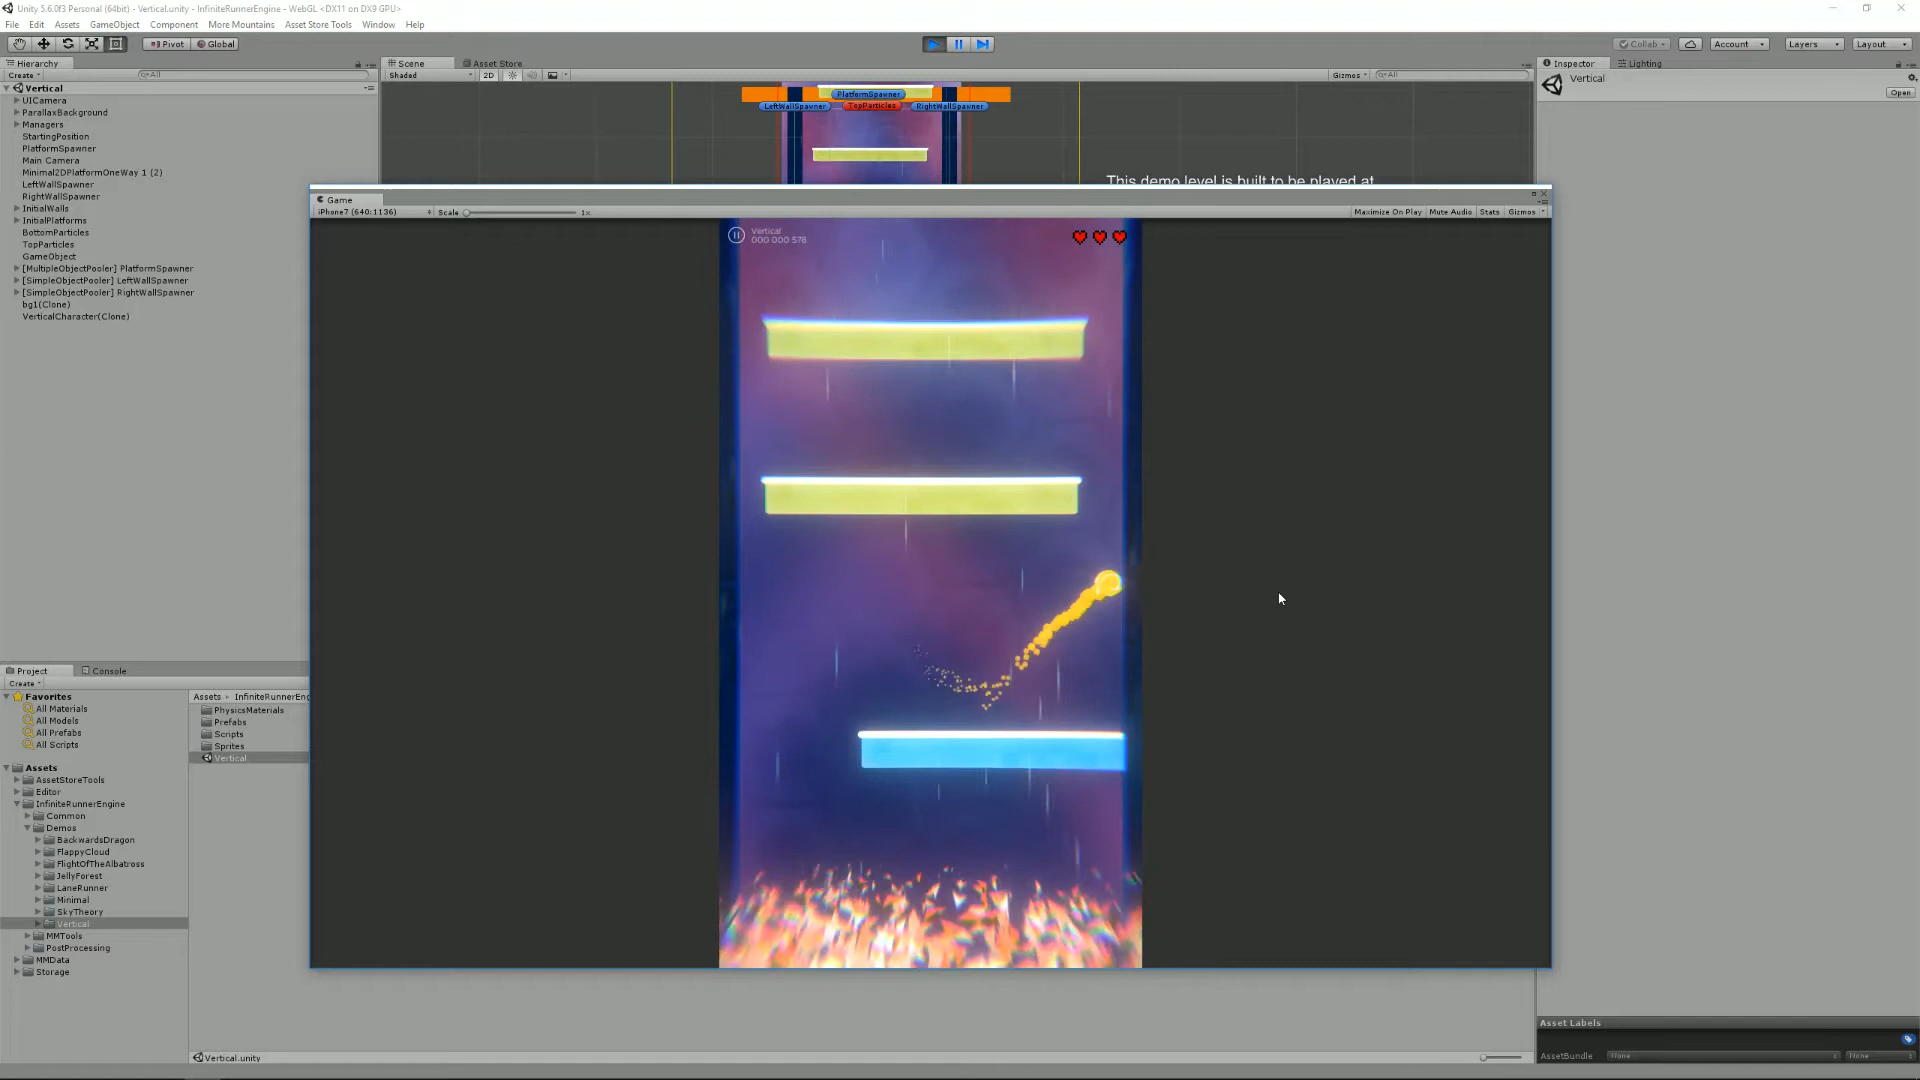 Unity 5.6.0f3 Personal (64bit) - Vertical.unity - InfiniteRunnerEngine - WebGL <DX11 on DX9 GPU>
File Edit Assets GameObject Component More Mountains Asset Store Tools Window Help
Pivot Global Collab Account Layers Layout
Hierarchy
Create All
Vertical
UICamera
ParallaxBackground
Managers
StartingPosition
PlatformSpawner
Main Camera
Minimal2DPlatformOneWay 1 (2)
LeftWallSpawner
RightWallSpawner
InitialWalls
InitialPlatforms
BottomParticles
TopParticles
GameObject
[MultipleObjectPooler] PlatformSpawner
[SimpleObjectPooler] LeftWallSpawner
[SimpleObjectPooler] RightWallSpawner
bg1(Clone)
VerticalCharacter(Clone)
Scene Asset Store
Shaded 2D Gizmos All
PlatformSpawner
LeftWallSpawner TopParticles RightWallSpawner
This demo level is built to be played at
Game
iPhone7 (640:1136) Scale 1x Maximize On Play Mute Audio Stats Gizmos
Vertical
000 000 578
Inspector Lighting
Vertical
Open
Project Console
Create
Favorites
All Materials
All Models
All Prefabs
All Scripts
Assets
AssetStoreTools
Editor
InfiniteRunnerEngine
Common
Demos
BackwardsDragon
FlappyCloud
FlightOfTheAlbatross
JellyForest
LaneRunner
Minimal
SkyTheory
Vertical
MMTools
PostProcessing
MMData
Storage
Assets InfiniteRunnerEng
PhysicsMaterials
Prefabs
Scripts
Sprites
Vertical
Vertical.unity
Asset Labels
AssetBundle None None